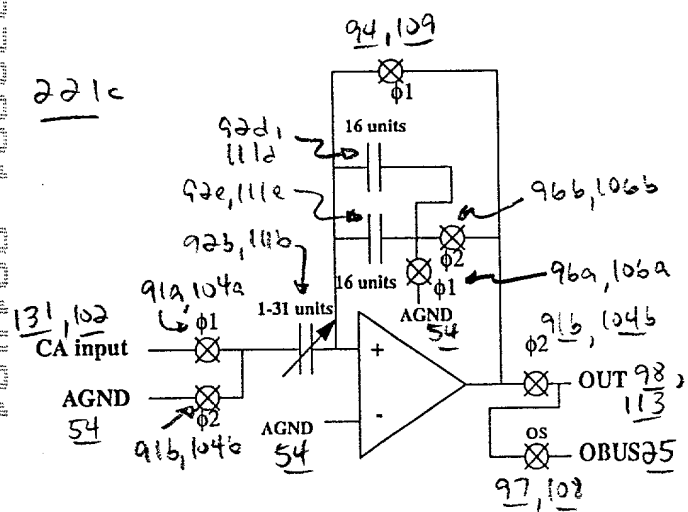 94, 109
φ1
221c
92d,
111d
16 units
92e, 111e
96b, 106b
92b, 111b
φ2
φ1
96a, 106a
91a, 104a
1-31 units
16 units
AGND
54
131, 102
φ1
91b, 104b
CA input
φ2
+
AGND
54
φ2
OUT 98,
113
-
91b, 104b
AGND
54
OS
OBUS 25
97, 108